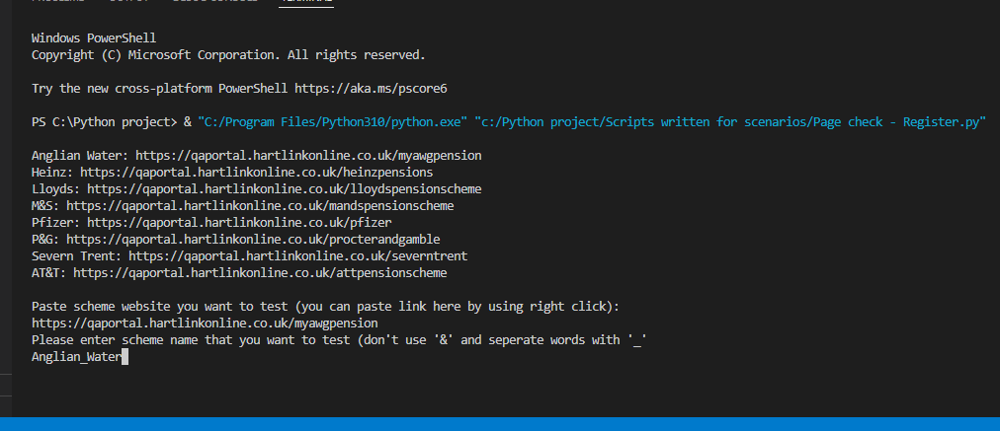 Windows PowerShell
Copyright (C) Microsoft Corporation. All rights reserved.
Try the new cross-platform PowerShell https://aka.ms/pscore6
PS C:\Python project> & "C:/Program Files/Python310/python.exe" "c:/Python project/Scripts written for scenarios/Page check - Register.py"
Anglian Water: https://qaportal.hartlinkonline.co.uk/myawgpension
Heinz: https://qaportal.hartlinkonline.co.uk/heinzpensions
Lloyds: https://qaportal.hartlinkonline.co.uk/lloydspensionscheme
M&S: https://qaportal.hartlinkonline.co.uk/mandspensionscheme
Pfizer: https://qaportal.hartlinkonline.co.uk/pfizer
P&G: https://qaportal.hartlinkonline.co.uk/procterandgamble
Severn Trent: https://qaportal.hartlinkonline.co.uk/severntrent
AT&T: https://qaportal.hartlinkonline.co.uk/attpensionscheme
Paste scheme website you want to test (you can paste link here by using right click):
https://qaportal.hartlinkonline.co.uk/myawgpension
Please enter scheme name that you want to test (don't use '&' and seperate words with '_'
Anglian_Water